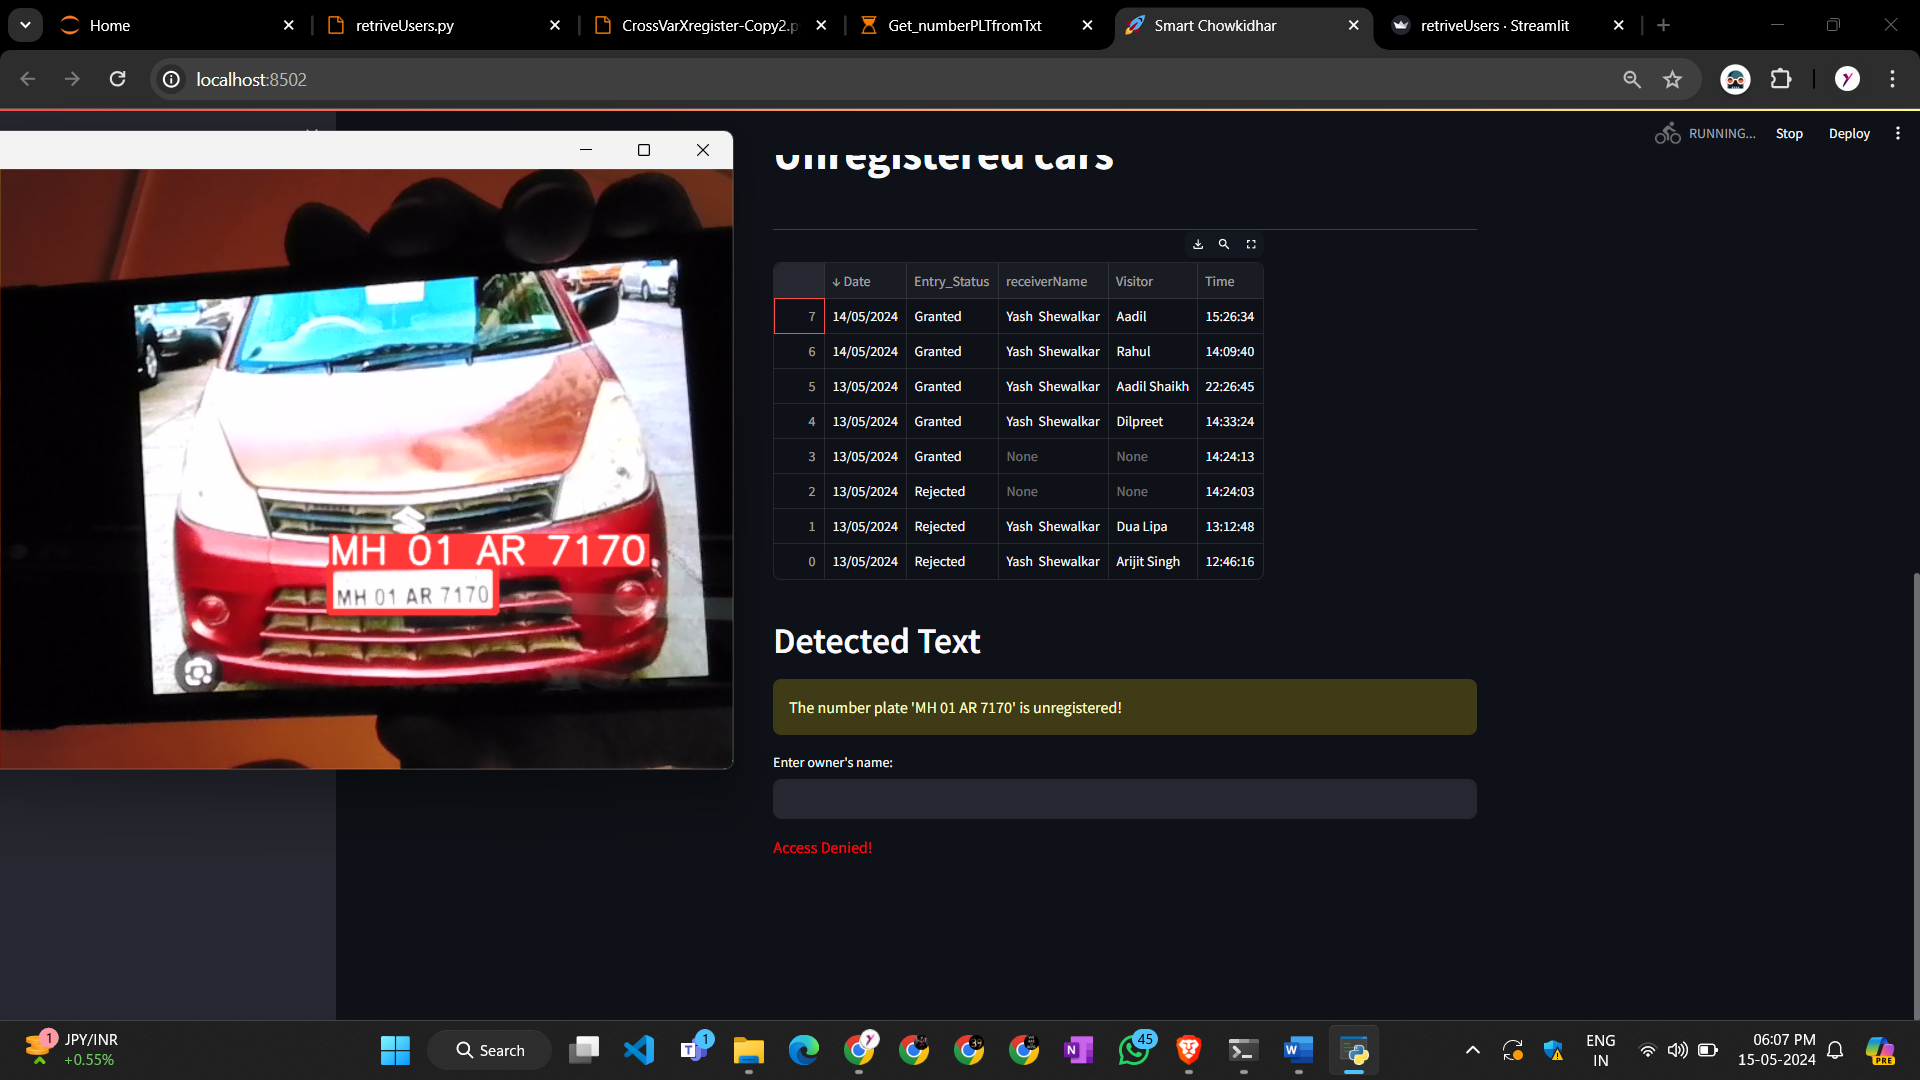 Home
retriveUsers.py
CrossVarXregister-Copy2.p
Get_numberPLTfromTxt
Smart Chowkidhar
retriveUsers · Streamlit
localhost:8502
RUNNING...
Stop
Deploy
Unregistered cars
Date Entry_Status receiverName Visitor Time
7 14/05/2024 Granted Yash Shewalkar Aadil 15:26:34
6 14/05/2024 Granted Yash Shewalkar Rahul 14:09:40
5 13/05/2024 Granted Yash Shewalkar Aadil Shaikh 22:26:45
4 13/05/2024 Granted Yash Shewalkar Dilpreet 14:33:24
3 13/05/2024 Granted None None 14:24:13
2 13/05/2024 Rejected None None 14:24:03
1 13/05/2024 Rejected Yash Shewalkar Dua Lipa 13:12:48
0 13/05/2024 Rejected Yash Shewalkar Arijit Singh 12:46:16
MH 01 AR 7170
MH 01 AR 7170
Detected Text
The number plate 'MH 01 AR 7170' is unregistered!
Enter owner's name:
Access Denied!
1
JPY/INR
+0.55%
Search
1
45
ENG
IN
06:07 PM
15-05-2024
PRE